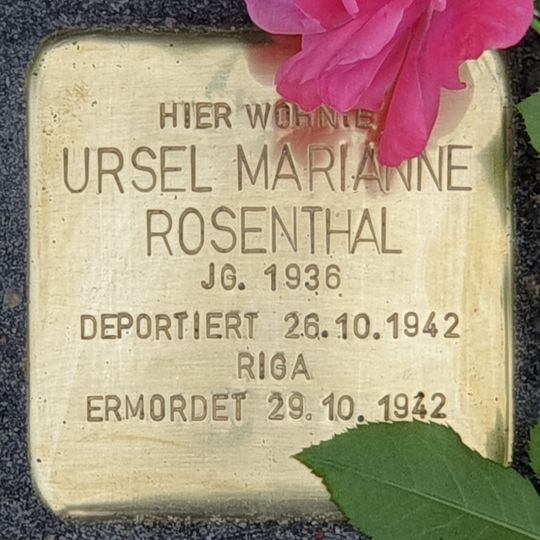 HIER WOHNTE
URSEL MARIANNE
ROSENTHAL
JG. 1936
DEPORTIERT 26.10.1942
RIGA
ERMORDET 29.10.1942